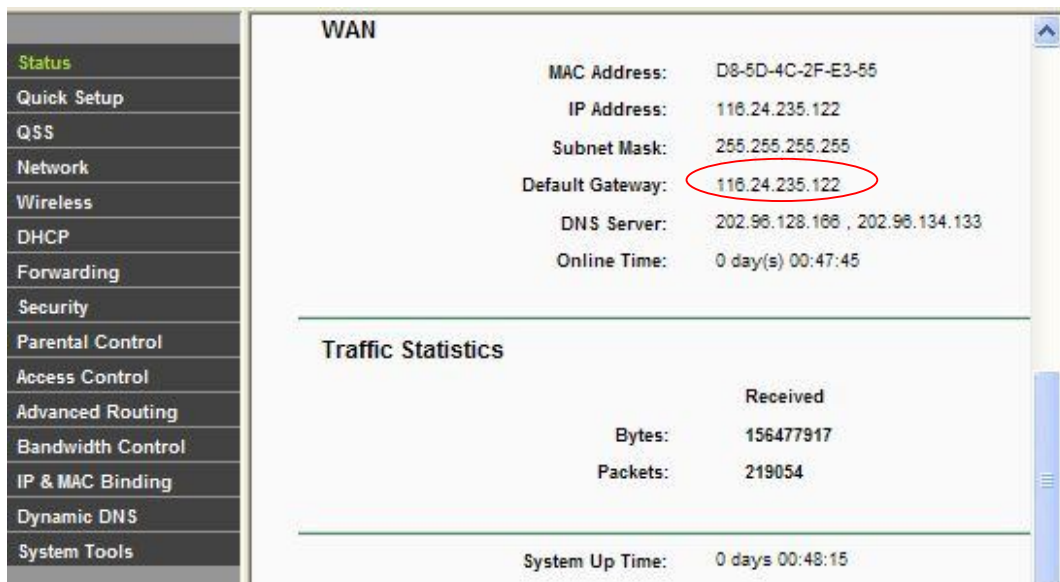 WAN
Status
MAC Address: D8-5D-4C-2F-E3-55
Quick Setup
IP Address: 116.24.235.122
QSS
Subnet Mask: 255.255.255.255
Network
Default Gateway: 116.24.235.122
Wireless
DNS Server: 202.96.128.166 , 202.96.134.133
DHCP
Online Time: 0 day(s) 00:47:45
Forwarding
Security
Parental Control
Traffic Statistics
Access Control
Received
Advanced Routing
Bytes: 156477917
Bandwidth Control
Packets: 219054
IP & MAC Binding
Dynamic DNS
System Tools
System Up Time: 0 days 00:48:15